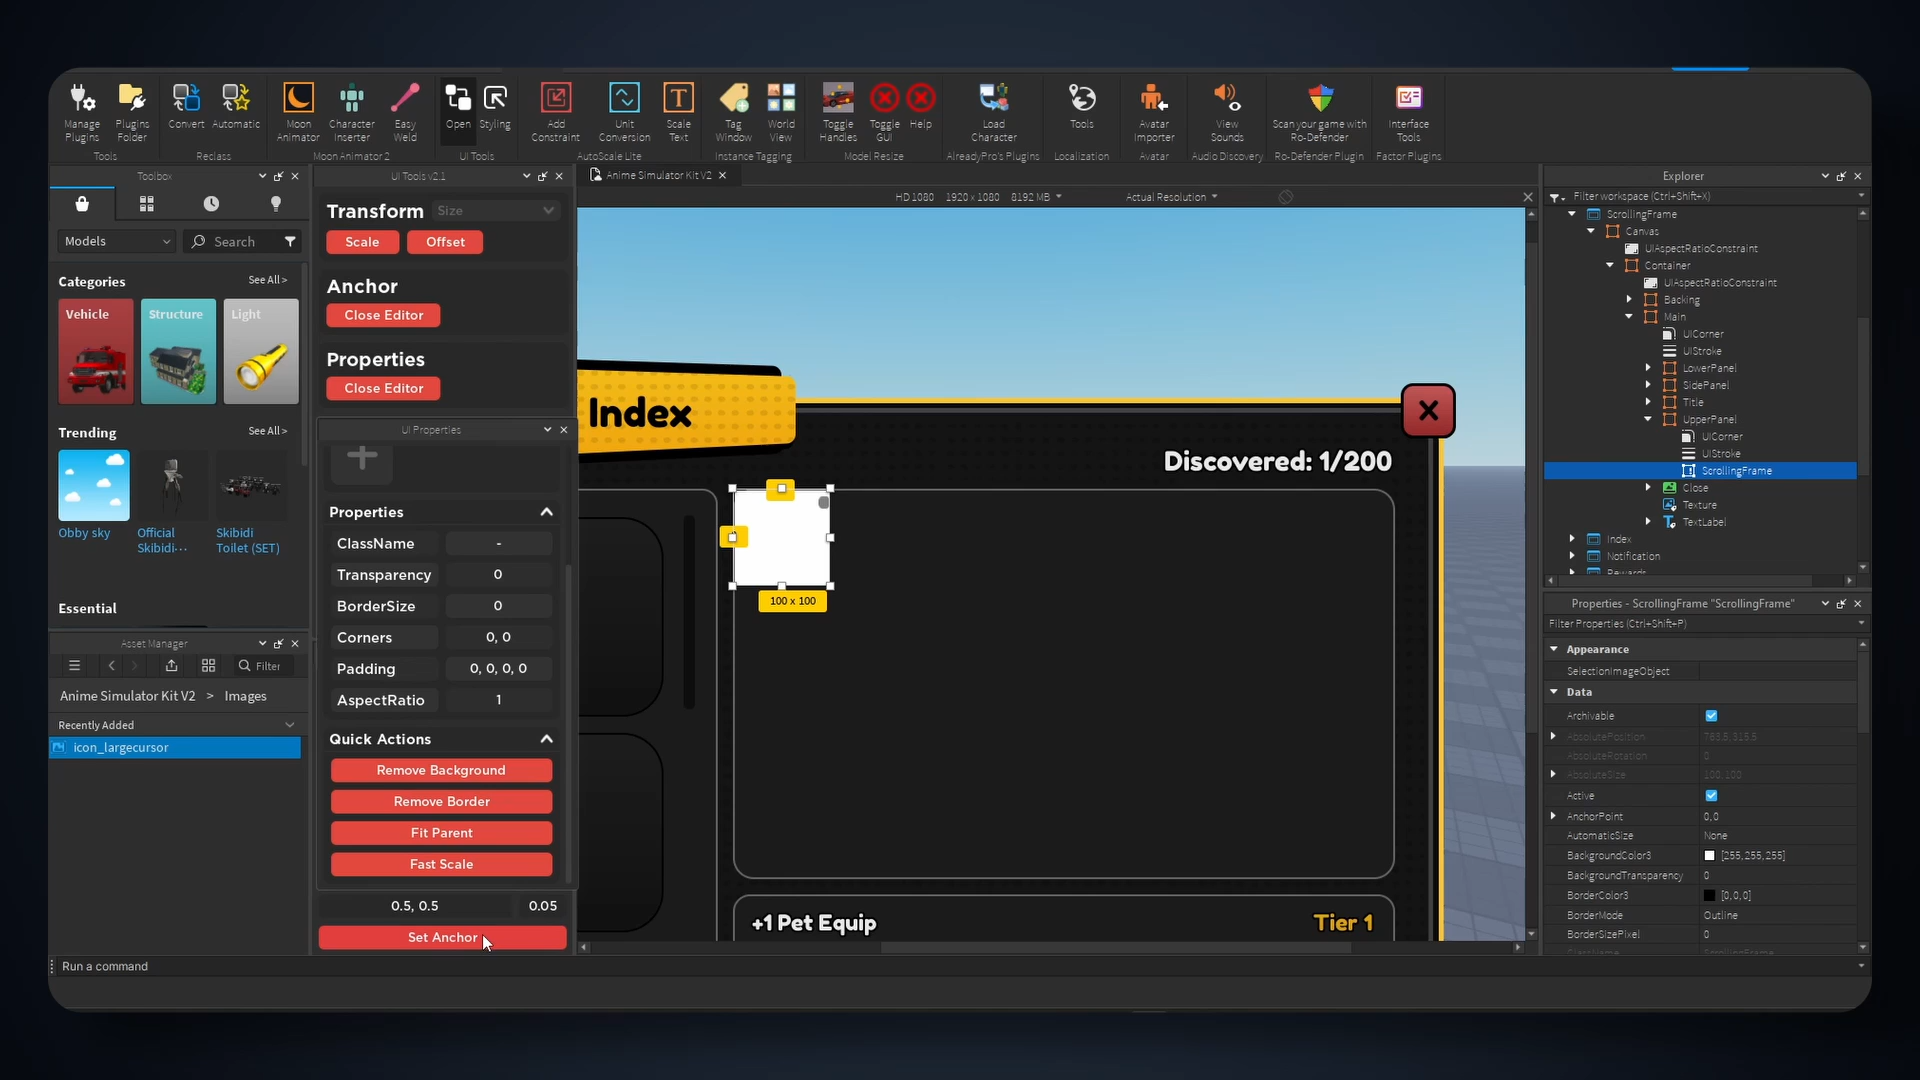 Manage Plugins
Plugins Folder
Convert
Automatic
Moon Animator
Character Inserter
Easy Weld
Open
Styling
Add Constraint
Unit Conversion
Scale Text
Tag Window
World View
Toggle Handles
Toggle GUI
Help
Load Character
Tools
Avatar Importer
View Sounds
Scan your game with Ro-Defender
Interface Tools
Tools
Reclass
Moon Animator 2
UI Tools
AutoScale Lite
Instance Tagging
Model Resize
AlreadyPro's Plugins
Localization
Avatar
Audio Discovery
Ro-Defender Plugin
Factor Plugins
Toolbox
Models
Search
Categories
See All >
Vehicle
Structure
Light
Trending
See All >
Obby sky
Official Skibidi...
Skibidi Toilet (SET)
Essential
Asset Manager
Filter
Anime Simulator Kit V2 > Images
Recently Added
icon_largecursor
UI Tools v2.1
Transform
Size
Scale
Offset
Anchor
Close Editor
Properties
Close Editor
UI Properties
Properties
ClassName
-
Transparency
0
BorderSize
0
Corners
0, 0
Padding
0, 0, 0, 0
AspectRatio
1
Quick Actions
Remove Background
Remove Border
Fit Parent
Fast Scale
0.5, 0.5
0.05
Set Anchor
Anime Simulator Kit V2
HD 1080
1920 x 1080
8192 MB
Actual Resolution
Index
Discovered: 1/200
100 x 100
+1 Pet Equip
Tier 1
Explorer
Filter workspace (Ctrl+Shift+X)
ScrollingFrame
Canvas
UIAspectRatioConstraint
Container
UIAspectRatioConstraint
Backing
Main
UICorner
UIStroke
LowerPanel
SidePanel
Title
UpperPanel
UICorner
UIStroke
ScrollingFrame
Close
Texture
TextLabel
Index
Notification
Rewards
Properties - ScrollingFrame "ScrollingFrame"
Filter Properties (Ctrl+Shift+P)
Appearance
SelectionImageObject
Data
Archivable
AbsolutePosition
AbsoluteRotation
0
AbsoluteSize
100, 100
Active
AnchorPoint
0,0
AutomaticSize
None
BackgroundColor3
[255,255,255]
BackgroundTransparency
0
BorderColor3
[0,0,0]
BorderMode
Outline
BorderSizePixel
0
ClassName
ScrollingFrame
Run a command